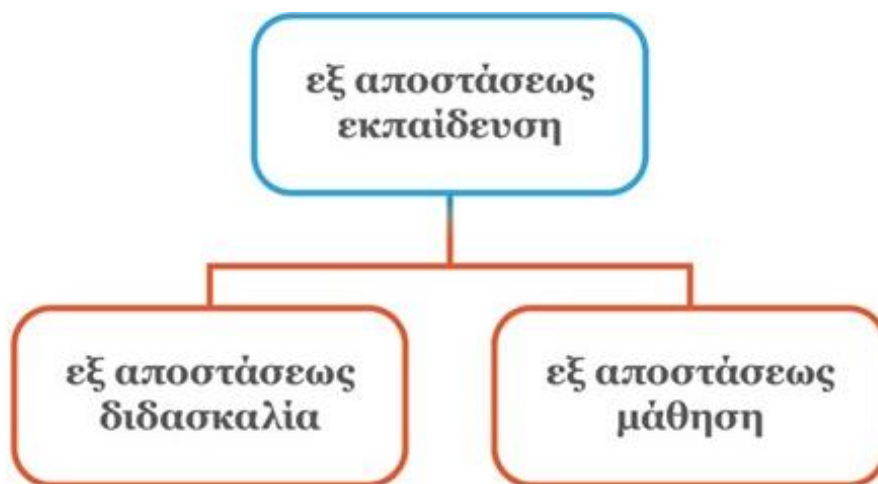 εξ αποστάσεως
εκπαίδευση
εξ αποστάσεως
διδασκαλία
εξ αποστάσεως
μάθηση